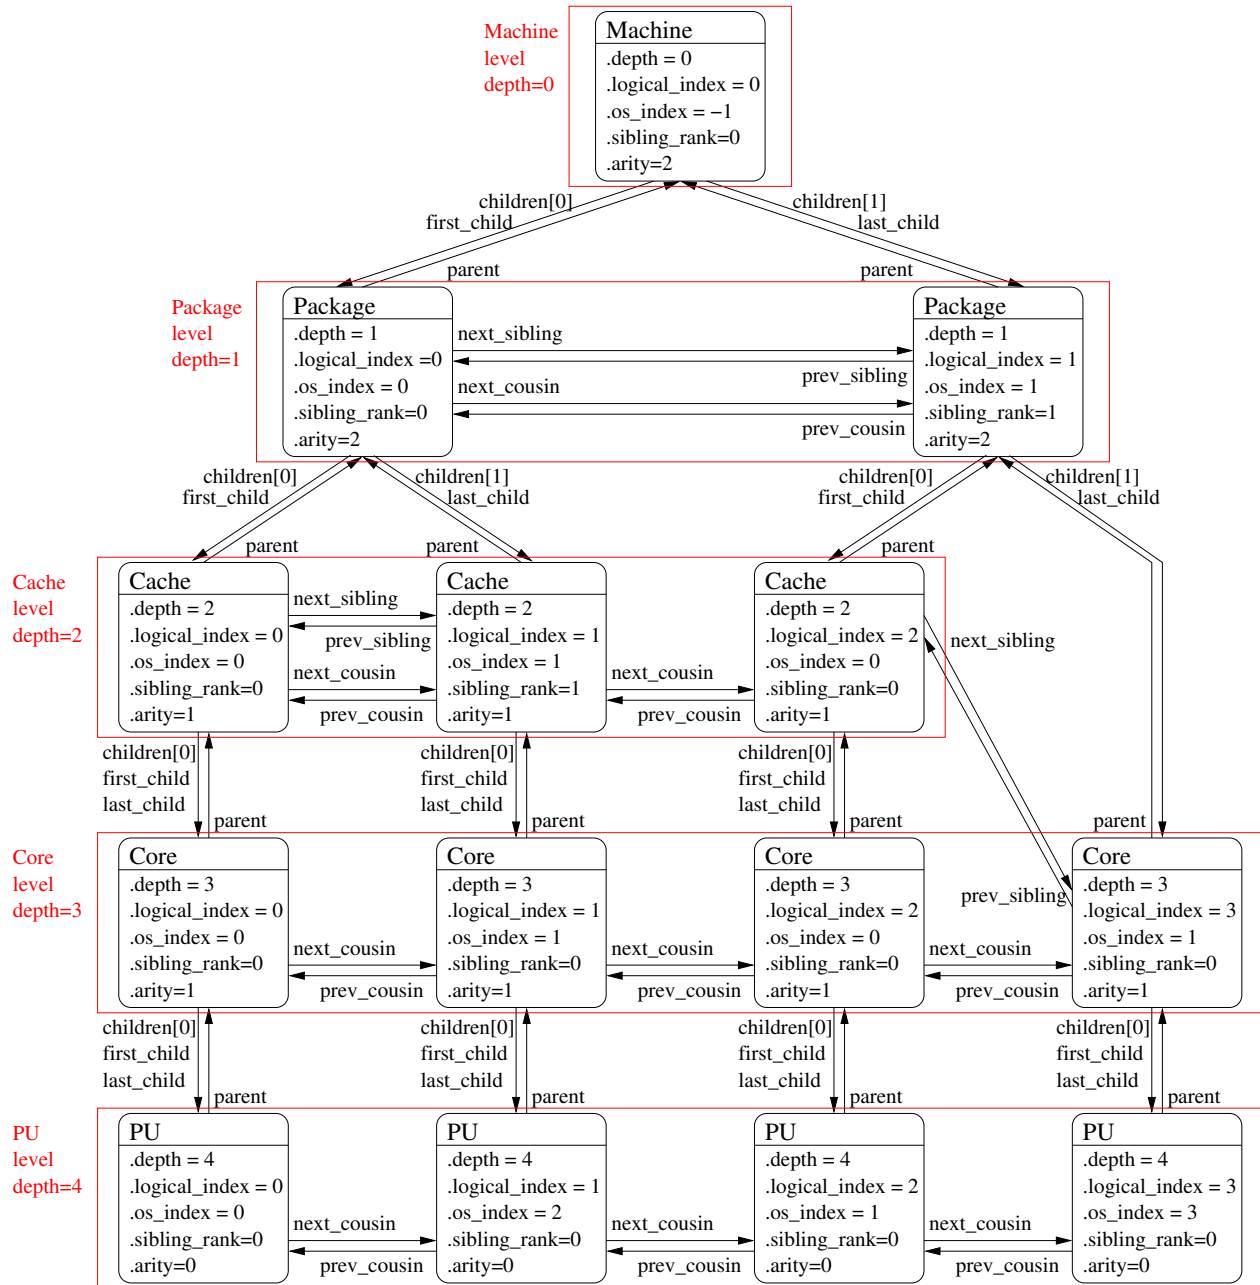 Machine
level
depth=0
Machine
.depth = 0
.logical_index = 0
.os_index = −1
.sibling_rank=0
.arity=2
children[0]
first_child
children[1]
last_child
parent
parent
Package
level
depth=1
Package
.depth = 1
.logical_index =0
.os_index = 0
.sibling_rank=0
.arity=2
next_sibling
prev_sibling
next_cousin
prev_cousin
Package
.depth = 1
.logical_index = 1
.os_index = 1
.sibling_rank=1
.arity=2
children[0]
first_child
children[1]
last_child
children[0]
first_child
children[1]
last_child
parent
parent
parent
Cache
level
depth=2
Cache
.depth = 2
.logical_index = 0
.os_index = 0
.sibling_rank=0
.arity=1
next_sibling
prev_sibling
next_cousin
prev_cousin
Cache
.depth = 2
.logical_index = 1
.os_index = 1
.sibling_rank=1
.arity=1
next_cousin
prev_cousin
Cache
.depth = 2
.logical_index = 2
.os_index = 0
.sibling_rank=0
.arity=1
next_sibling
prev_sibling
children[0]
first_child
last_child
parent
children[0]
first_child
last_child
parent
children[0]
first_child
last_child
parent
parent
Core
level
depth=3
Core
.depth = 3
.logical_index = 0
.os_index = 0
.sibling_rank=0
.arity=1
next_cousin
prev_cousin
Core
.depth = 3
.logical_index = 1
.os_index = 1
.sibling_rank=0
.arity=1
next_cousin
prev_cousin
Core
.depth = 3
.logical_index = 2
.os_index = 0
.sibling_rank=0
.arity=1
next_cousin
prev_cousin
Core
.depth = 3
.logical_index = 3
.os_index = 1
.sibling_rank=0
.arity=1
children[0]
first_child
last_child
parent
children[0]
first_child
last_child
parent
children[0]
first_child
last_child
parent
children[0]
first_child
last_child
parent
PU
level
depth=4
PU
.depth = 4
.logical_index = 0
.os_index = 0
.sibling_rank=0
.arity=0
next_cousin
prev_cousin
PU
.depth = 4
.logical_index = 1
.os_index = 2
.sibling_rank=0
.arity=0
next_cousin
prev_cousin
PU
.depth = 4
.logical_index = 2
.os_index = 1
.sibling_rank=0
.arity=0
next_cousin
prev_cousin
PU
.depth = 4
.logical_index = 3
.os_index = 3
.sibling_rank=0
.arity=0